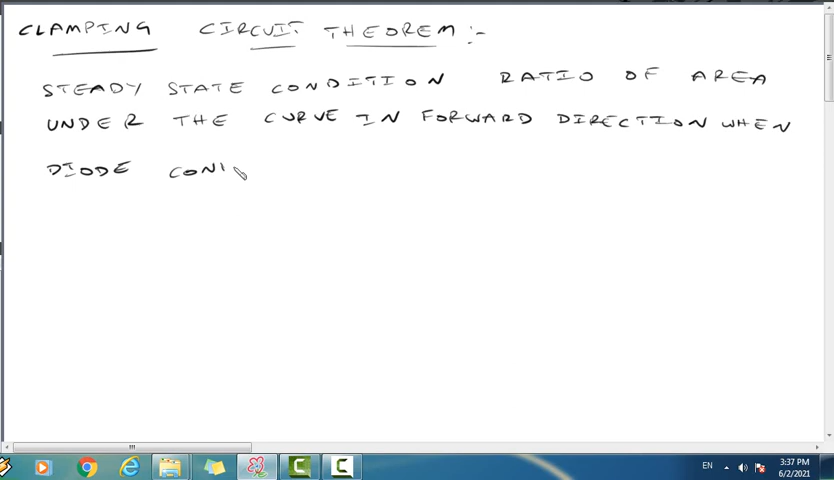 CLAMPING CIRCUIT THEOREM :-
STEADY STATE CONDITION RATIO OF AREA
UNDER THE CURVE IN FORWARD DIRECTION WHEN
DIODE CON
EN
3:37 PM
6/2/2021